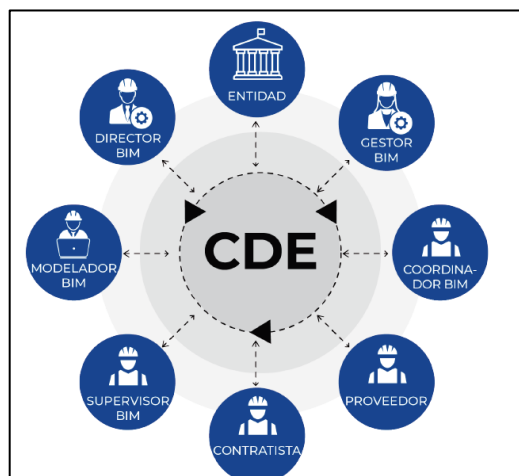 ENTIDAD
DIRECTOR
BIM
GESTOR
BIM
MODELADOR
BIM
CDE
COORDINA-
DOR BIM
SUPERVISOR
BIM
PROVEEDOR
CONTRATISTA